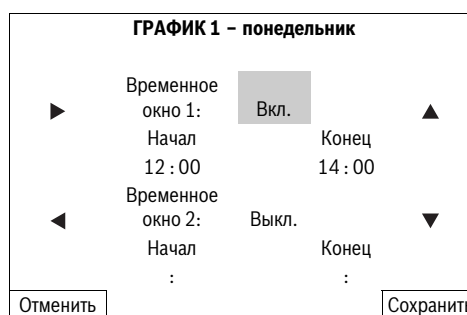 ГРАФИК 1 – понедельник
Временное
окно 1: Вкл.
Начал Конец
12:00 14:00
Временное
окно 2: Выкл.
Начал Конец
: :
Отменить Сохранить